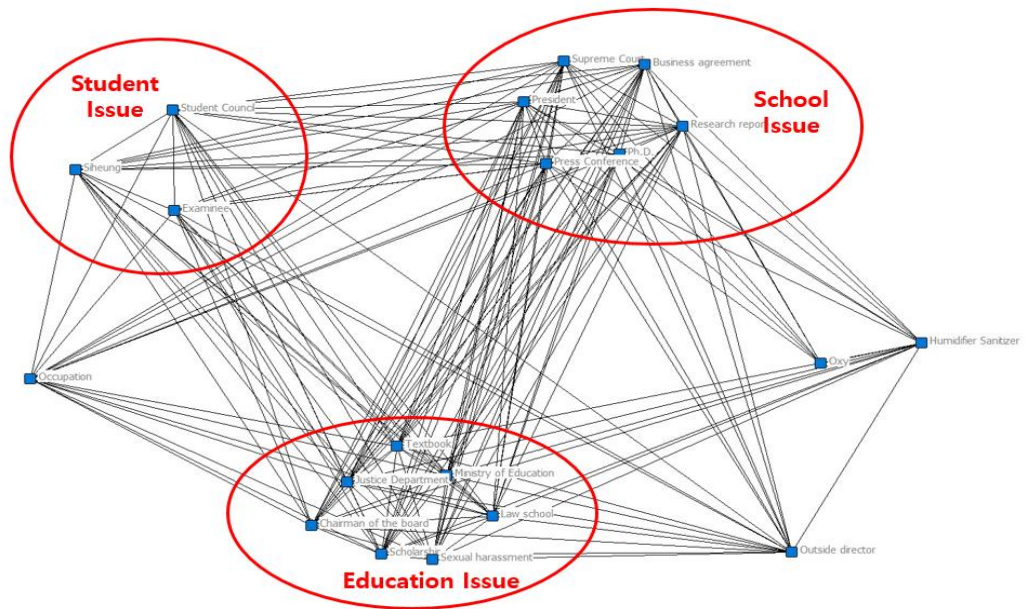 Student
Issue
Student Council
Siheung
Examinee
Supreme Court
Business agreement
President
School
Issue
Research report
Ph.D.
Press Conference
Occupation
Humidifier Sanitizer
Oxy
Textbook
Ministry of Education
Justice Department
Law school
Chairman of the board
Scholarship
Sexual harassment
Outside director
Education Issue